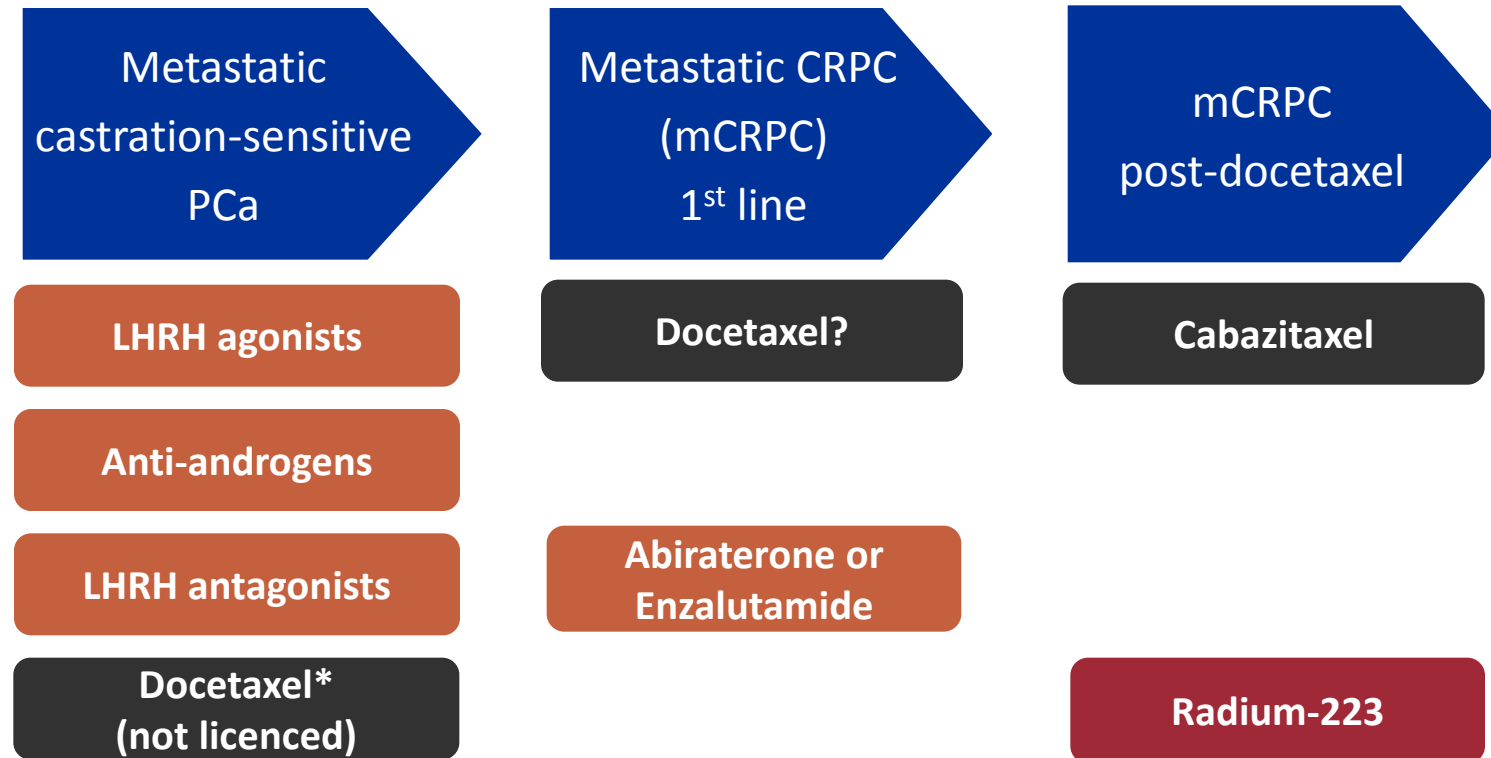 Metastatic
castration-sensitive
PCa
Metastatic CRPC
(mCRPC)
1st line
mCRPC
post-docetaxel
LHRH agonists
Docetaxel?
Cabazitaxel
Anti-androgens
LHRH antagonists
Abiraterone or
Enzalutamide
Docetaxel*
(not licenced)
Radium-223